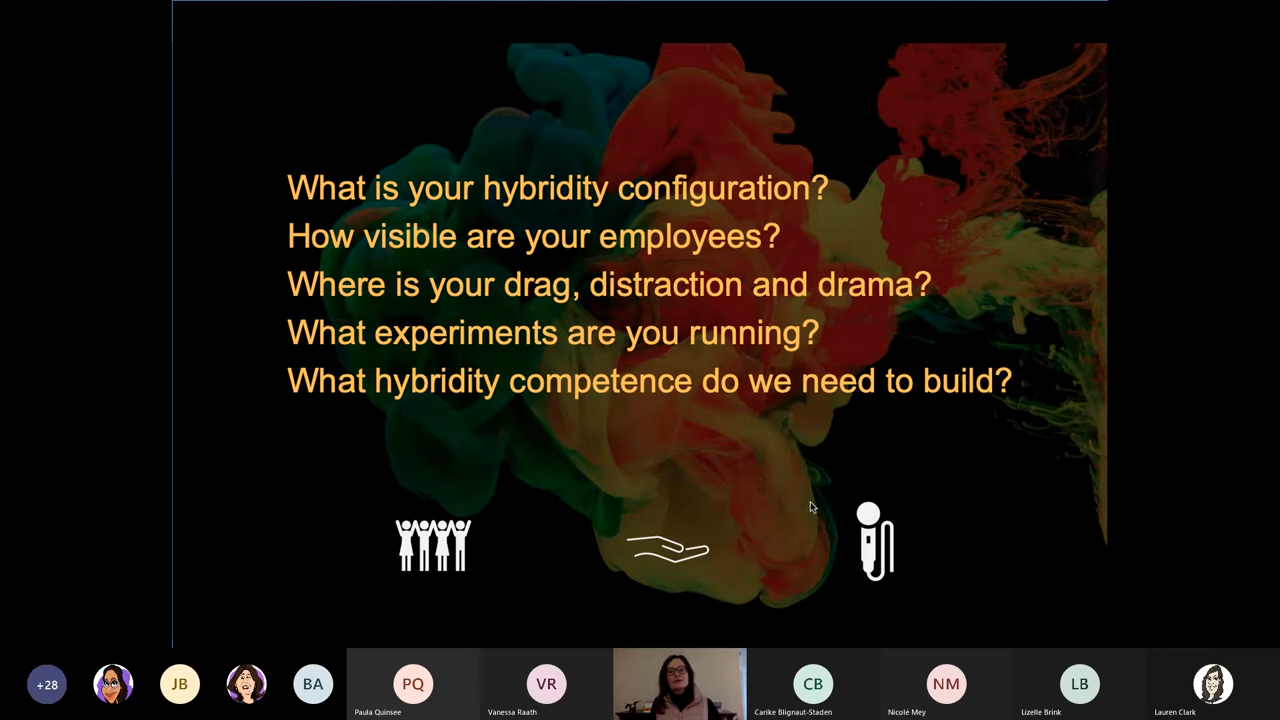 What is your hybridity configuration?
How visible are your employees?
Where is your drag, distraction and drama?
What experiments are you running?
What hybridity competence do we need to build?
+28
JB
BA
PQ
Paula Quinsee
VR
Vanessa Raath
CB
Carike Blignaut-Staden
NM
Nicolé Mey
LB
Lizelle Brink
Lauren Clark